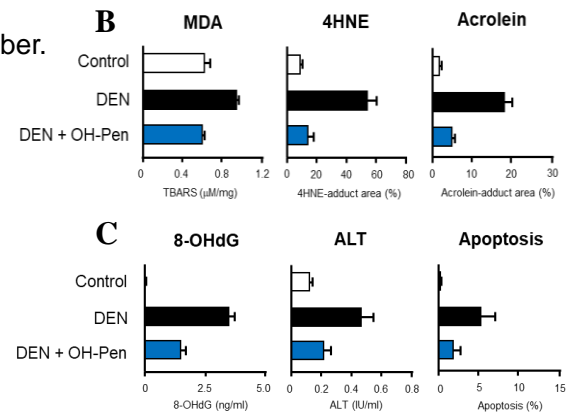 ber.
B
MDA 4HNE Acrolein
Control
DEN
DEN + OH-Pen
0 0.4 0.8 1.2 0 20 40 60 80 0 10 20 30
TBARS (μM/mg) 4HNE-adduct area (%) Acrolein-adduct area (%)
C
8-OHdG ALT Apoptosis
Control
DEN
DEN + OH-Pen
0 2.5 5.0 0 0.2 0.4 0.6 0.8 0 5 10 15
8-OHdG (ng/ml) ALT (IU/ml) Apoptosis (%)